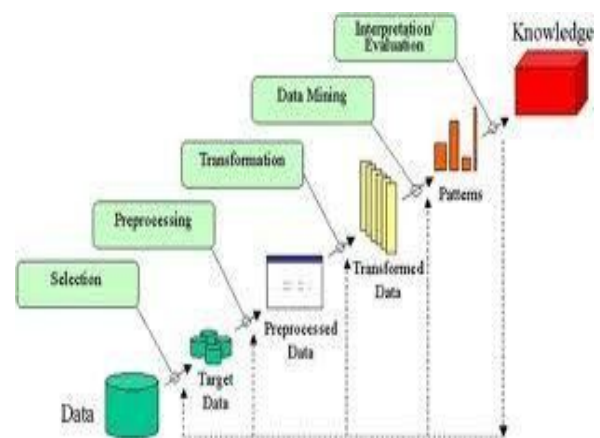 Interpretation/
Evaluation
Knowledge
Data Mining
Transformation
Patterns
Preprocessing
Transformed
Data
Selection
Preprocessed
Data
Target
Data
Data